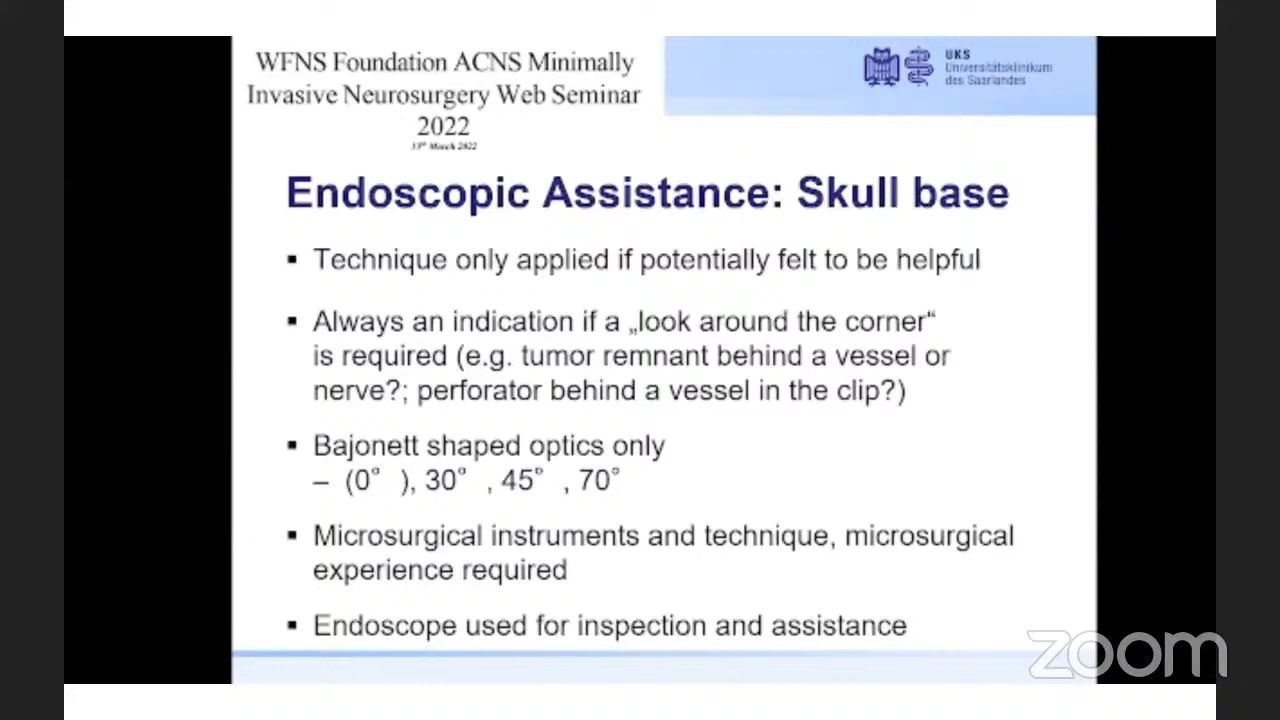 WFNS Foundation ACNS Minimally
Invasive Neurosurgery Web Seminar
2022
March 2022
UKS
Universitätsklinikum
des Saarlandes
Endoscopic Assistance: Skull base
▪ Technique only applied if potentially felt to be helpful
▪ Always an indication if a „look around the corner“
is required (e.g. tumor remnant behind a vessel or
nerve?; perforator behind a vessel in the clip?)
▪ Bajonett shaped optics only
– (0° ), 30° , 45° , 70°
▪ Microsurgical instruments and technique, microsurgical
experience required
▪ Endoscope used for inspection and assistance
zoom